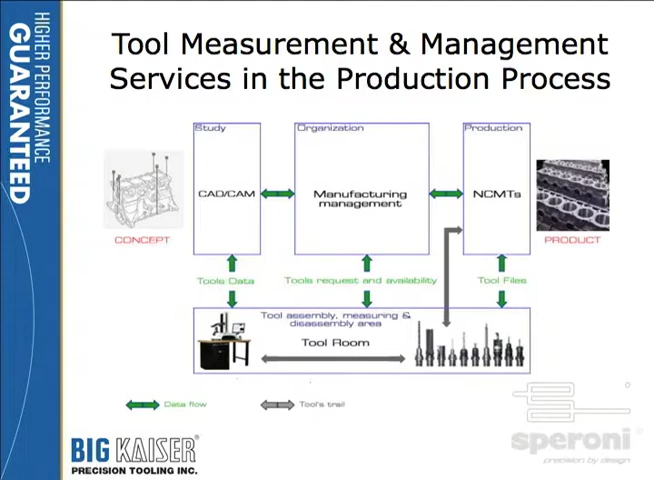 HIGHER PERFORMANCE
GUARANTEED
Tool Measurement & Management
Services in the Production Process
Study
Organization
Production
CAD/CAM
Manufacturing
management
NCMTs
CONCEPT
PRODUCT
Tools Data
Tools request and availability
Tool Files
Tool assembly, measuring &
disassembly area
Tool Room
Data flow
Tool's trail
BIG KAISER®
PRECISION TOOLING INC.
speroni
precision by design